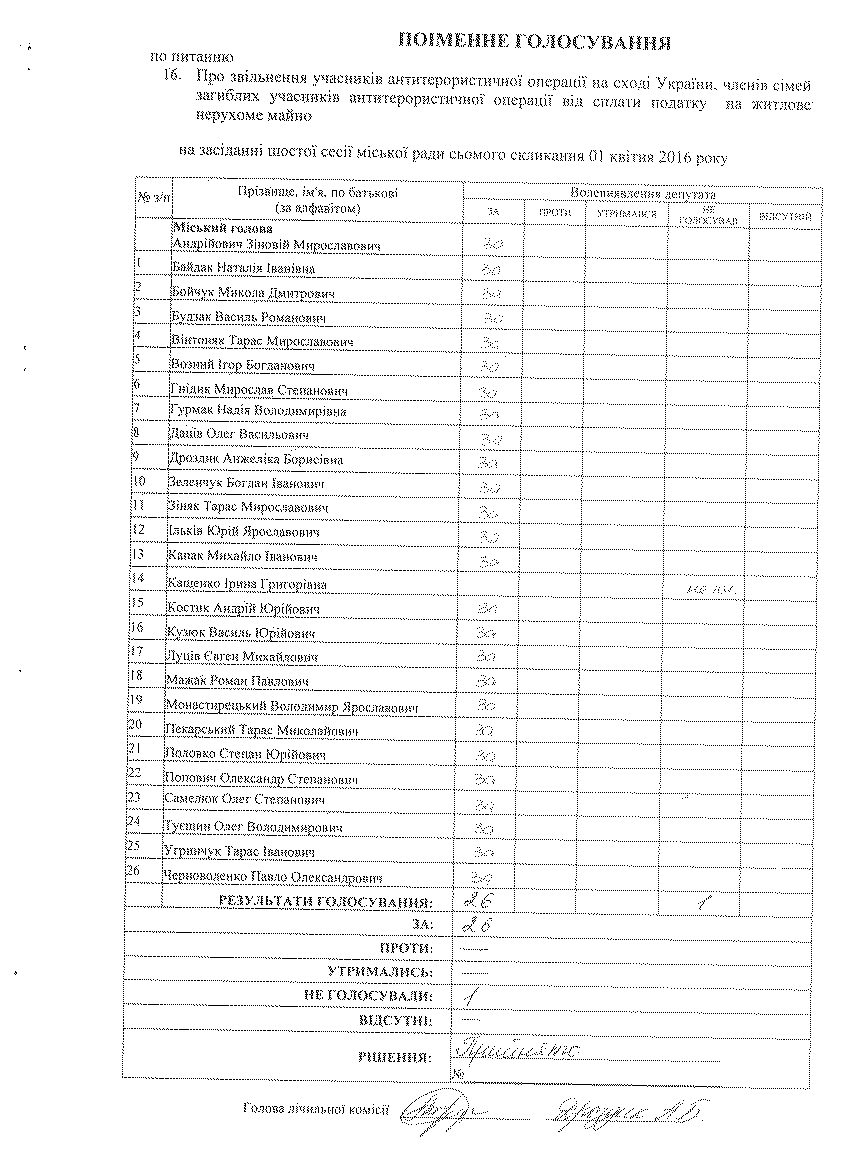 ПОІМЕННЕ ГОЛОСУВАННЯ
по питанню
16. Про звільнення учасників антитерористичної операції на сході України, членів сімей
загиблих учасників антитерористичної операції від сплати податку на житлове
нерухоме майно
на засіданні шостої сесії міської ради сьомого скликання 01 квітня 2016 року
№ з/п Прізвище, ім'я, по батькові (за алфавітом) Волевиявлення депутата
ЗА ПРОТИ УТРИМАВСЯ НЕ ГОЛОСУВАВ ВІДСУТНІЙ
Міський голова
Андрійович Зіновій Мирославович за
1 Байдак Наталія Іванівна за
2 Бойчук Микола Дмитрович за
3 Будзак Василь Романович за
4 Вінтоняк Тарас Мирославович за
5 Возний Ігор Богданович за
6 Гнідик Мирослав Степанович за
7 Гурмак Надія Володимирівна за
8 Даців Олег Васильович за
9 Дроздик Анжеліка Борисівна за
10 Зеленчук Богдан Іванович за
11 Зіняк Тарас Мирославович за
12 Ільків Юрій Ярославович за
13 Капак Михайло Іванович за
14 Кащенко Ірина Григорівна
15 Костик Андрій Юрійович за
16 Кузюк Василь Юрійович за
17 Луців Євген Михайлович за
18 Мажак Роман Павлович за
19 Монастирецький Володимир Ярославович за
20 Пекарський Тарас Миколайович за
21 Половко Степан Юрійович за
22 Попович Олександр Степанович за
23 Самелюк Олег Степанович за
24 Туєшин Олег Володимирович за
25 Угринчук Тарас Іванович за
26 Черноволенко Павло Олександрович за
РЕЗУЛЬТАТИ ГОЛОСУВАННЯ: 26 1
ЗА: 26
ПРОТИ: —
УТРИМАЛИСЬ: —
НЕ ГОЛОСУВАЛИ: 1
ВІДСУТНІ: —
РІШЕННЯ: Прийнято
№
Голова лічильної комісії Дроздик А.Б.